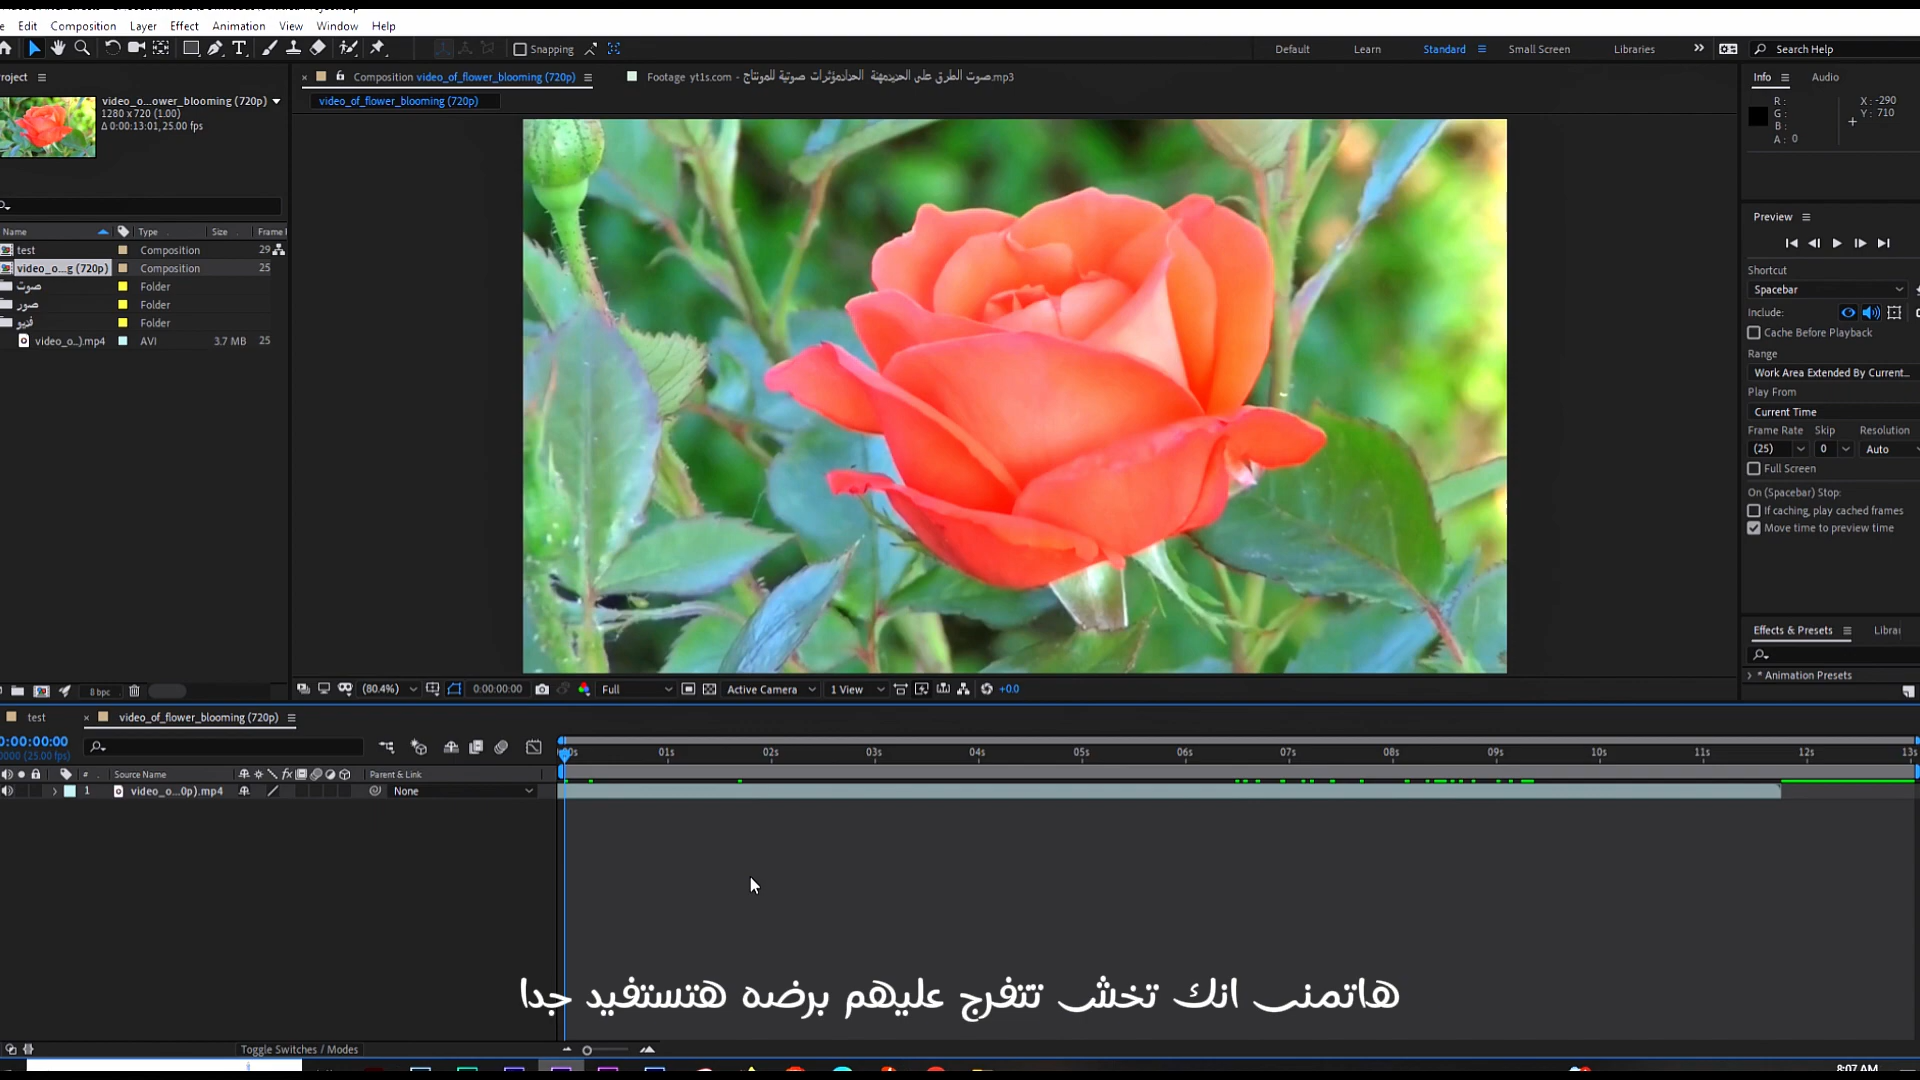 Edit Composition Layer Effect Animation View Window Help
Snapping
Default Learn Standard Small Screen Libraries Search Help
Composition video_of_flower_blooming (720p)
Footage yt1s.com - صوت الطرق على الحديدمهنة الحدادمؤثرات صوتية للمونتاج.mp3
Info Audio
video_o...ower_blooming (720p)
1280 x 720 (1.00)
Δ 0:00:13:01, 25.00 fps
video_of_flower_blooming (720p)
R :
G :
B :
A : 0
X : -290
Y : 710
Name Type Size
test Composition 29
video_o...g (720p) Composition 25
صوت Folder
صور Folder
فديو Folder
video_o...).mp4 AVI 3.7 MB 25
Preview
Shortcut
Spacebar
Include:
Cache Before Playback
Range
Work Area Extended By Current...
Play From
Current Time
Frame Rate Skip Resolution
(25) 0 Auto
Full Screen
On (Spacebar) Stop:
If caching, play cached frames
Move time to preview time
Effects & Presets
* Animation Presets
8 bpc
(80.4%) 0:00:00:00 Full Active Camera 1 View +0.0
test video_of_flower_blooming (720p)
0:00:00:00
(25.00 fps)
01s 02s 03s 04s 05s 06s 07s 08s 09s 10s 11s 12s 13s
# Source Name fx Parent & Link
1 video_o...0p).mp4 None
هاتمنى انك تخش تتفرج عليهم برضه هتستفيد جدا
Toggle Switches / Modes
8:07 AM